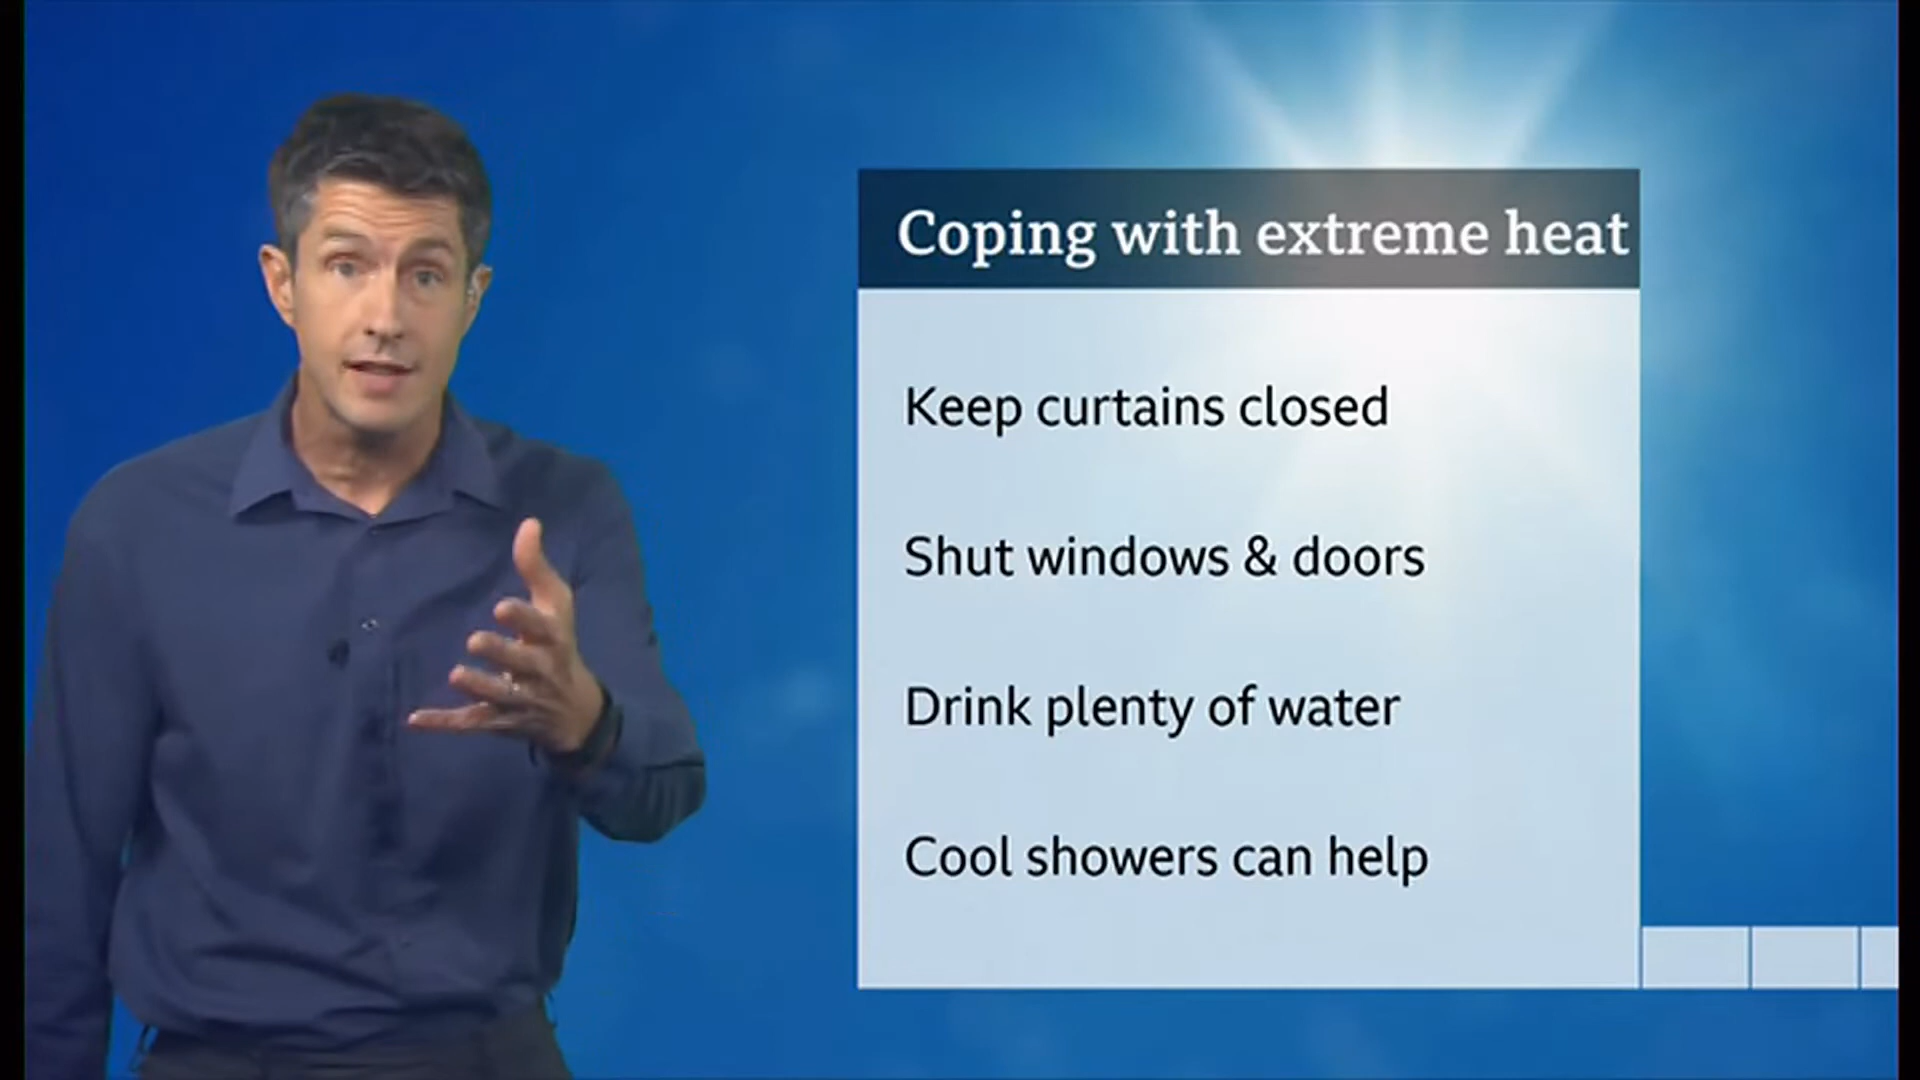 Coping with extreme heat
Keep curtains closed
Shut windows & doors
Drink plenty of water
Cool showers can help